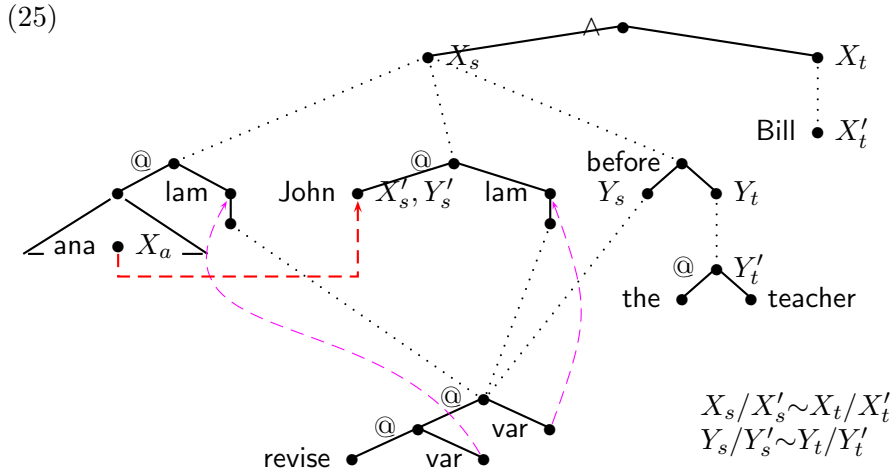 (25)
∧
X_s X_t
Bill X'_t
@ @ before
lam John X'_s, Y'_s lam Y_s Y_t
_ ana X_a _
@ Y'_t
the teacher
@
@ var
revise var
X_s/X'_s∼X_t/X'_t
Y_s/Y'_s∼Y_t/Y'_t